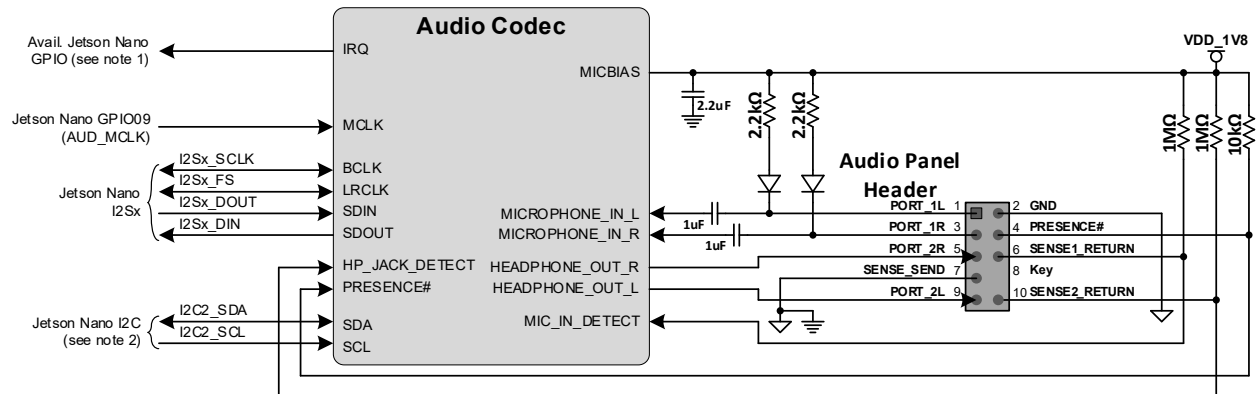 Audio Codec
Avail. Jetson Nano
GPIO (see note 1)
IRQ
VDD_1V8
MICBIAS
2.2uF
2.2kΩ
2.2kΩ
1MΩ
1MΩ
10kΩ
Jetson Nano GPIO09
(AUD_MCLK)
MCLK
Audio Panel
Header
Jetson Nano
I2Sx
I2Sx_SCLK
BCLK
I2Sx_FS
LRCLK
I2Sx_DOUT
SDIN
I2Sx_DIN
SDOUT
MICROPHONE_IN_L
1uF
PORT_1L 1
2 GND
MICROPHONE_IN_R
1uF
PORT_1R 3
4 PRESENCE#
HP_JACK_DETECT
HEADPHONE_OUT_R
PORT_2R 5
6 SENSE1_RETURN
PRESENCE#
SENSE_SEND 7
8 Key
HEADPHONE_OUT_L
PORT_2L 9
10 SENSE2_RETURN
MIC_IN_DETECT
Jetson Nano I2C
(see note 2)
I2C2_SDA
SDA
I2C2_SCL
SCL